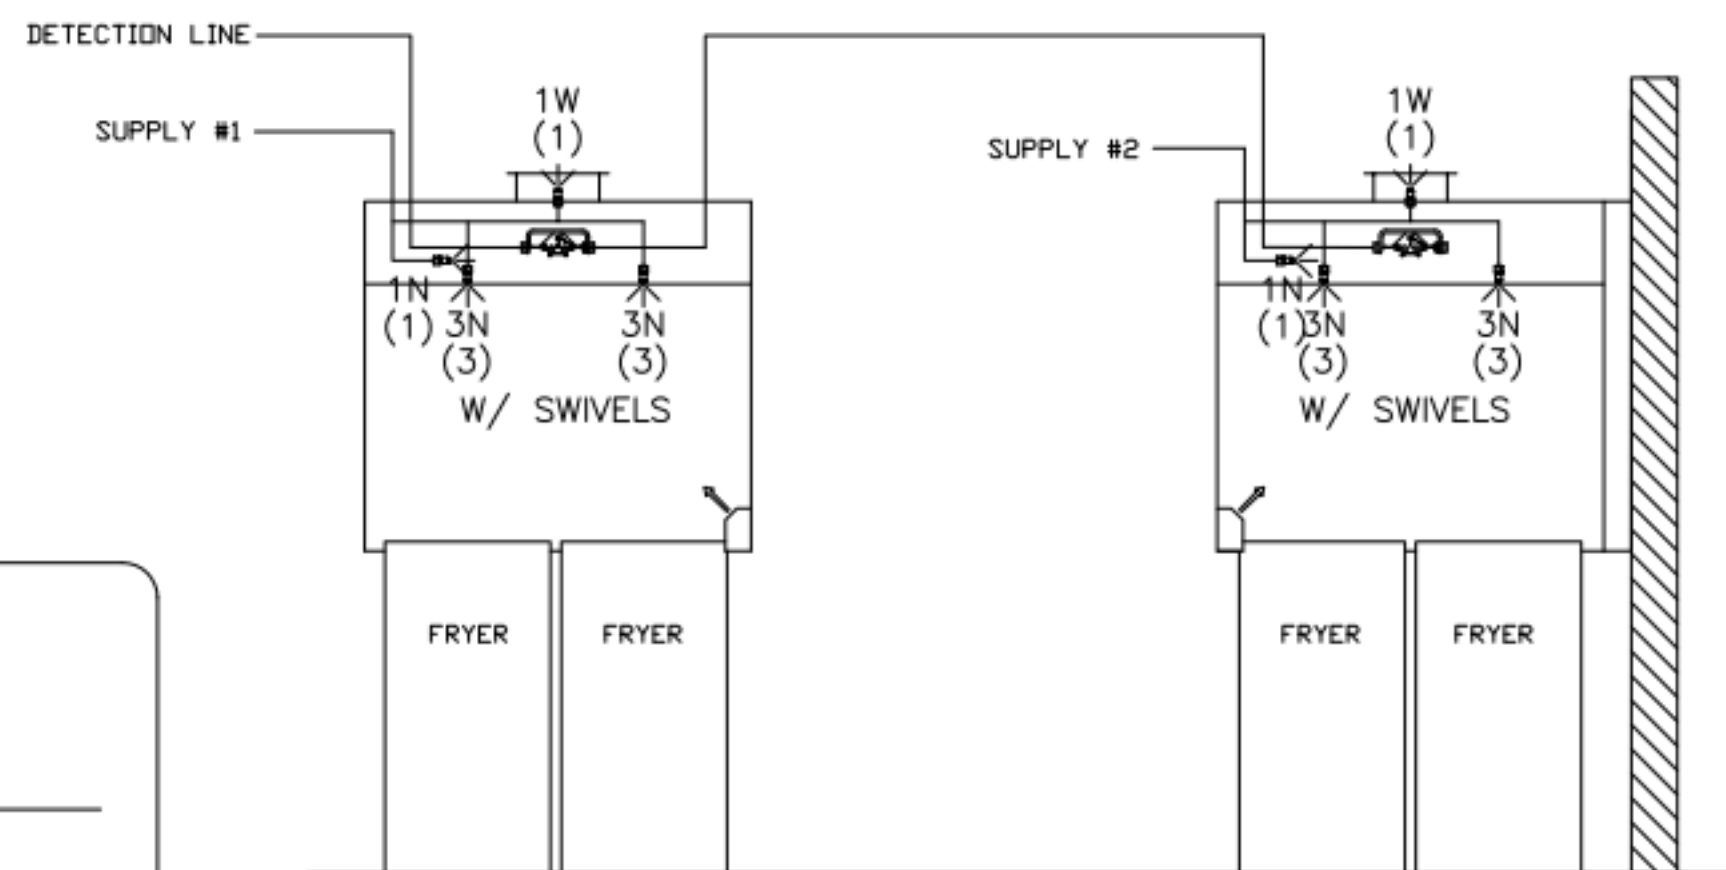 DETECTION LINE
SUPPLY #1
1W
(1)
1N
(1)
3N
(3)
3N
(3)
W/ SWIVELS
FRYER
FRYER
SUPPLY #2
1W
(1)
1N
(1)
3N
(3)
3N
(3)
W/ SWIVELS
FRYER
FRYER